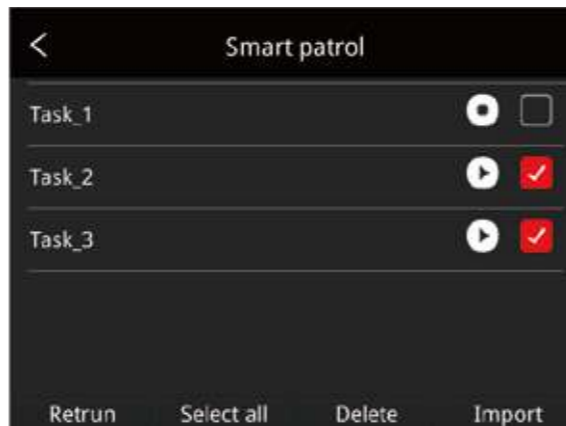 Smart patrol
Task_1
Task_2
Task_3
Retrun Select all Delete Import